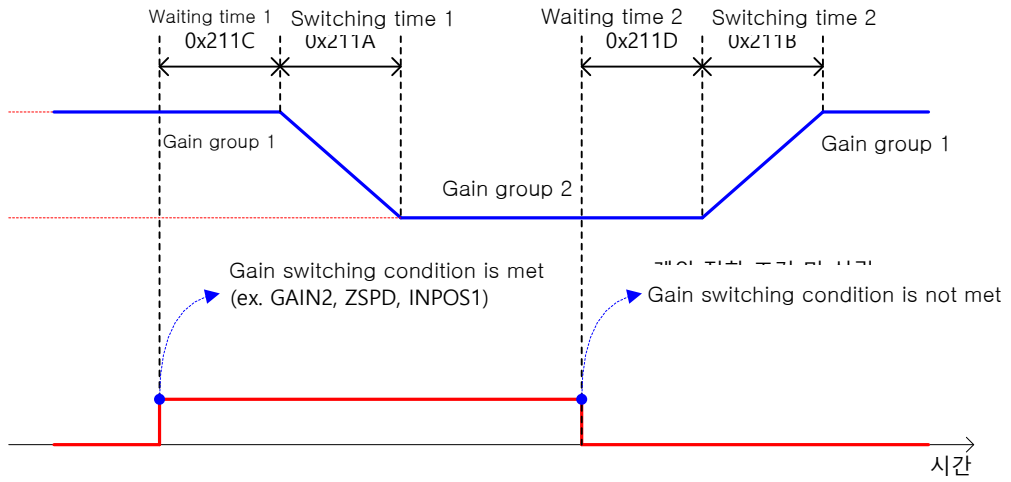 Waiting time 1
Switching time 1
Waiting time 2
Switching time 2
0x211C
0x211A
0x211D
0x211B
Gain group 1
Gain group 1
Gain group 2
Gain switching condition is met
(ex. GAIN2, ZSPD, INPOS1)
Gain switching condition is not met
시간